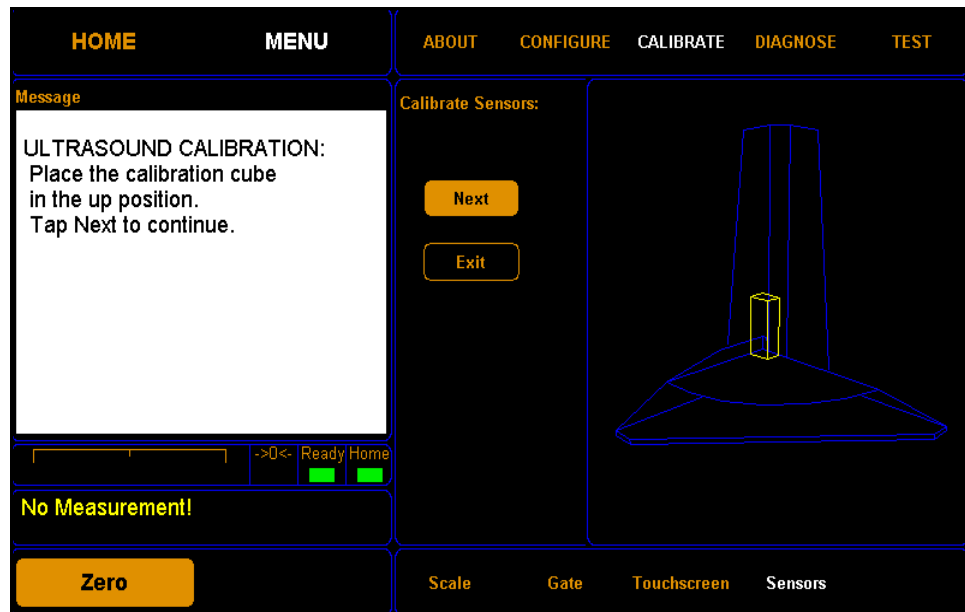 HOME MENU ABOUT CONFIGURE CALIBRATE DIAGNOSE TEST
Message
ULTRASOUND CALIBRATION:
Place the calibration cube
in the up position.
Tap Next to continue.
Calibrate Sensors:
Next
Exit
->0<- Ready Home
No Measurement!
Zero
Scale Gate Touchscreen Sensors